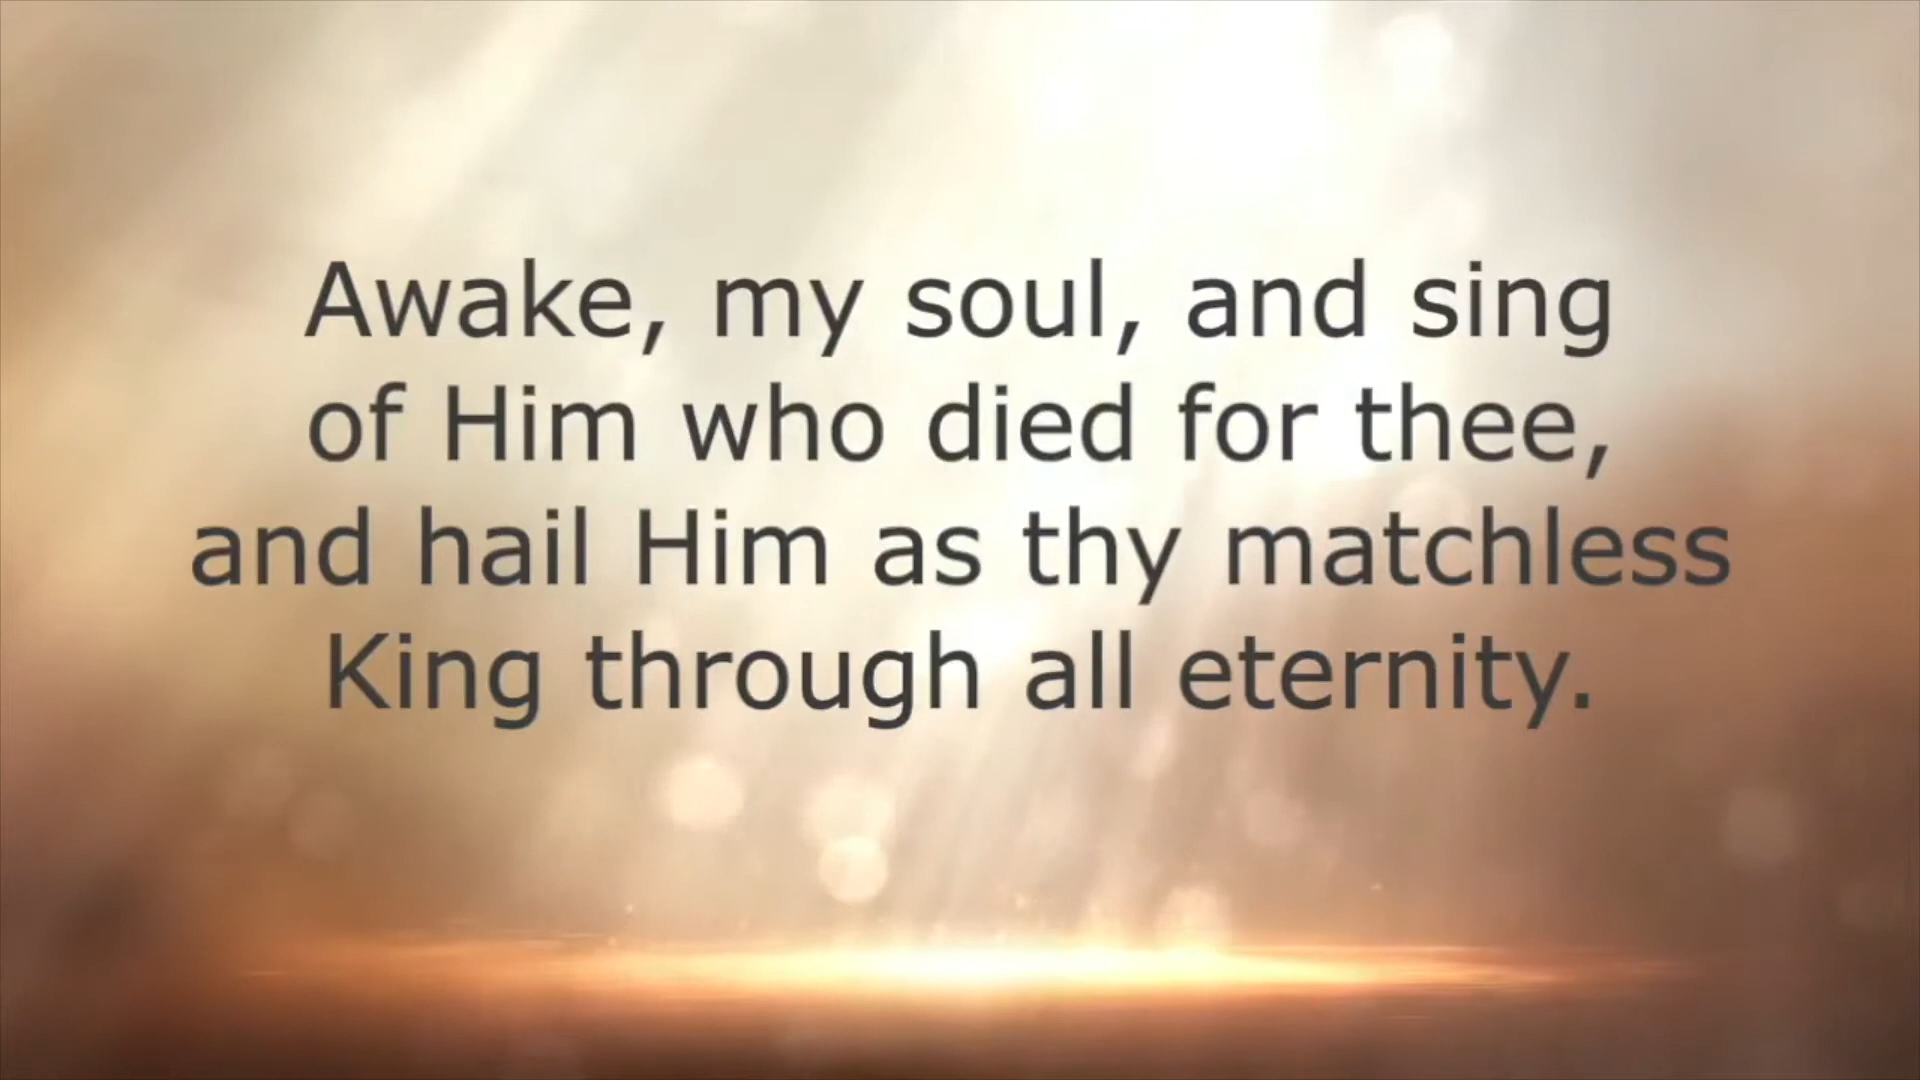 Awake, my soul, and sing
of Him who died for thee,
and hail Him as thy matchless
King through all eternity.